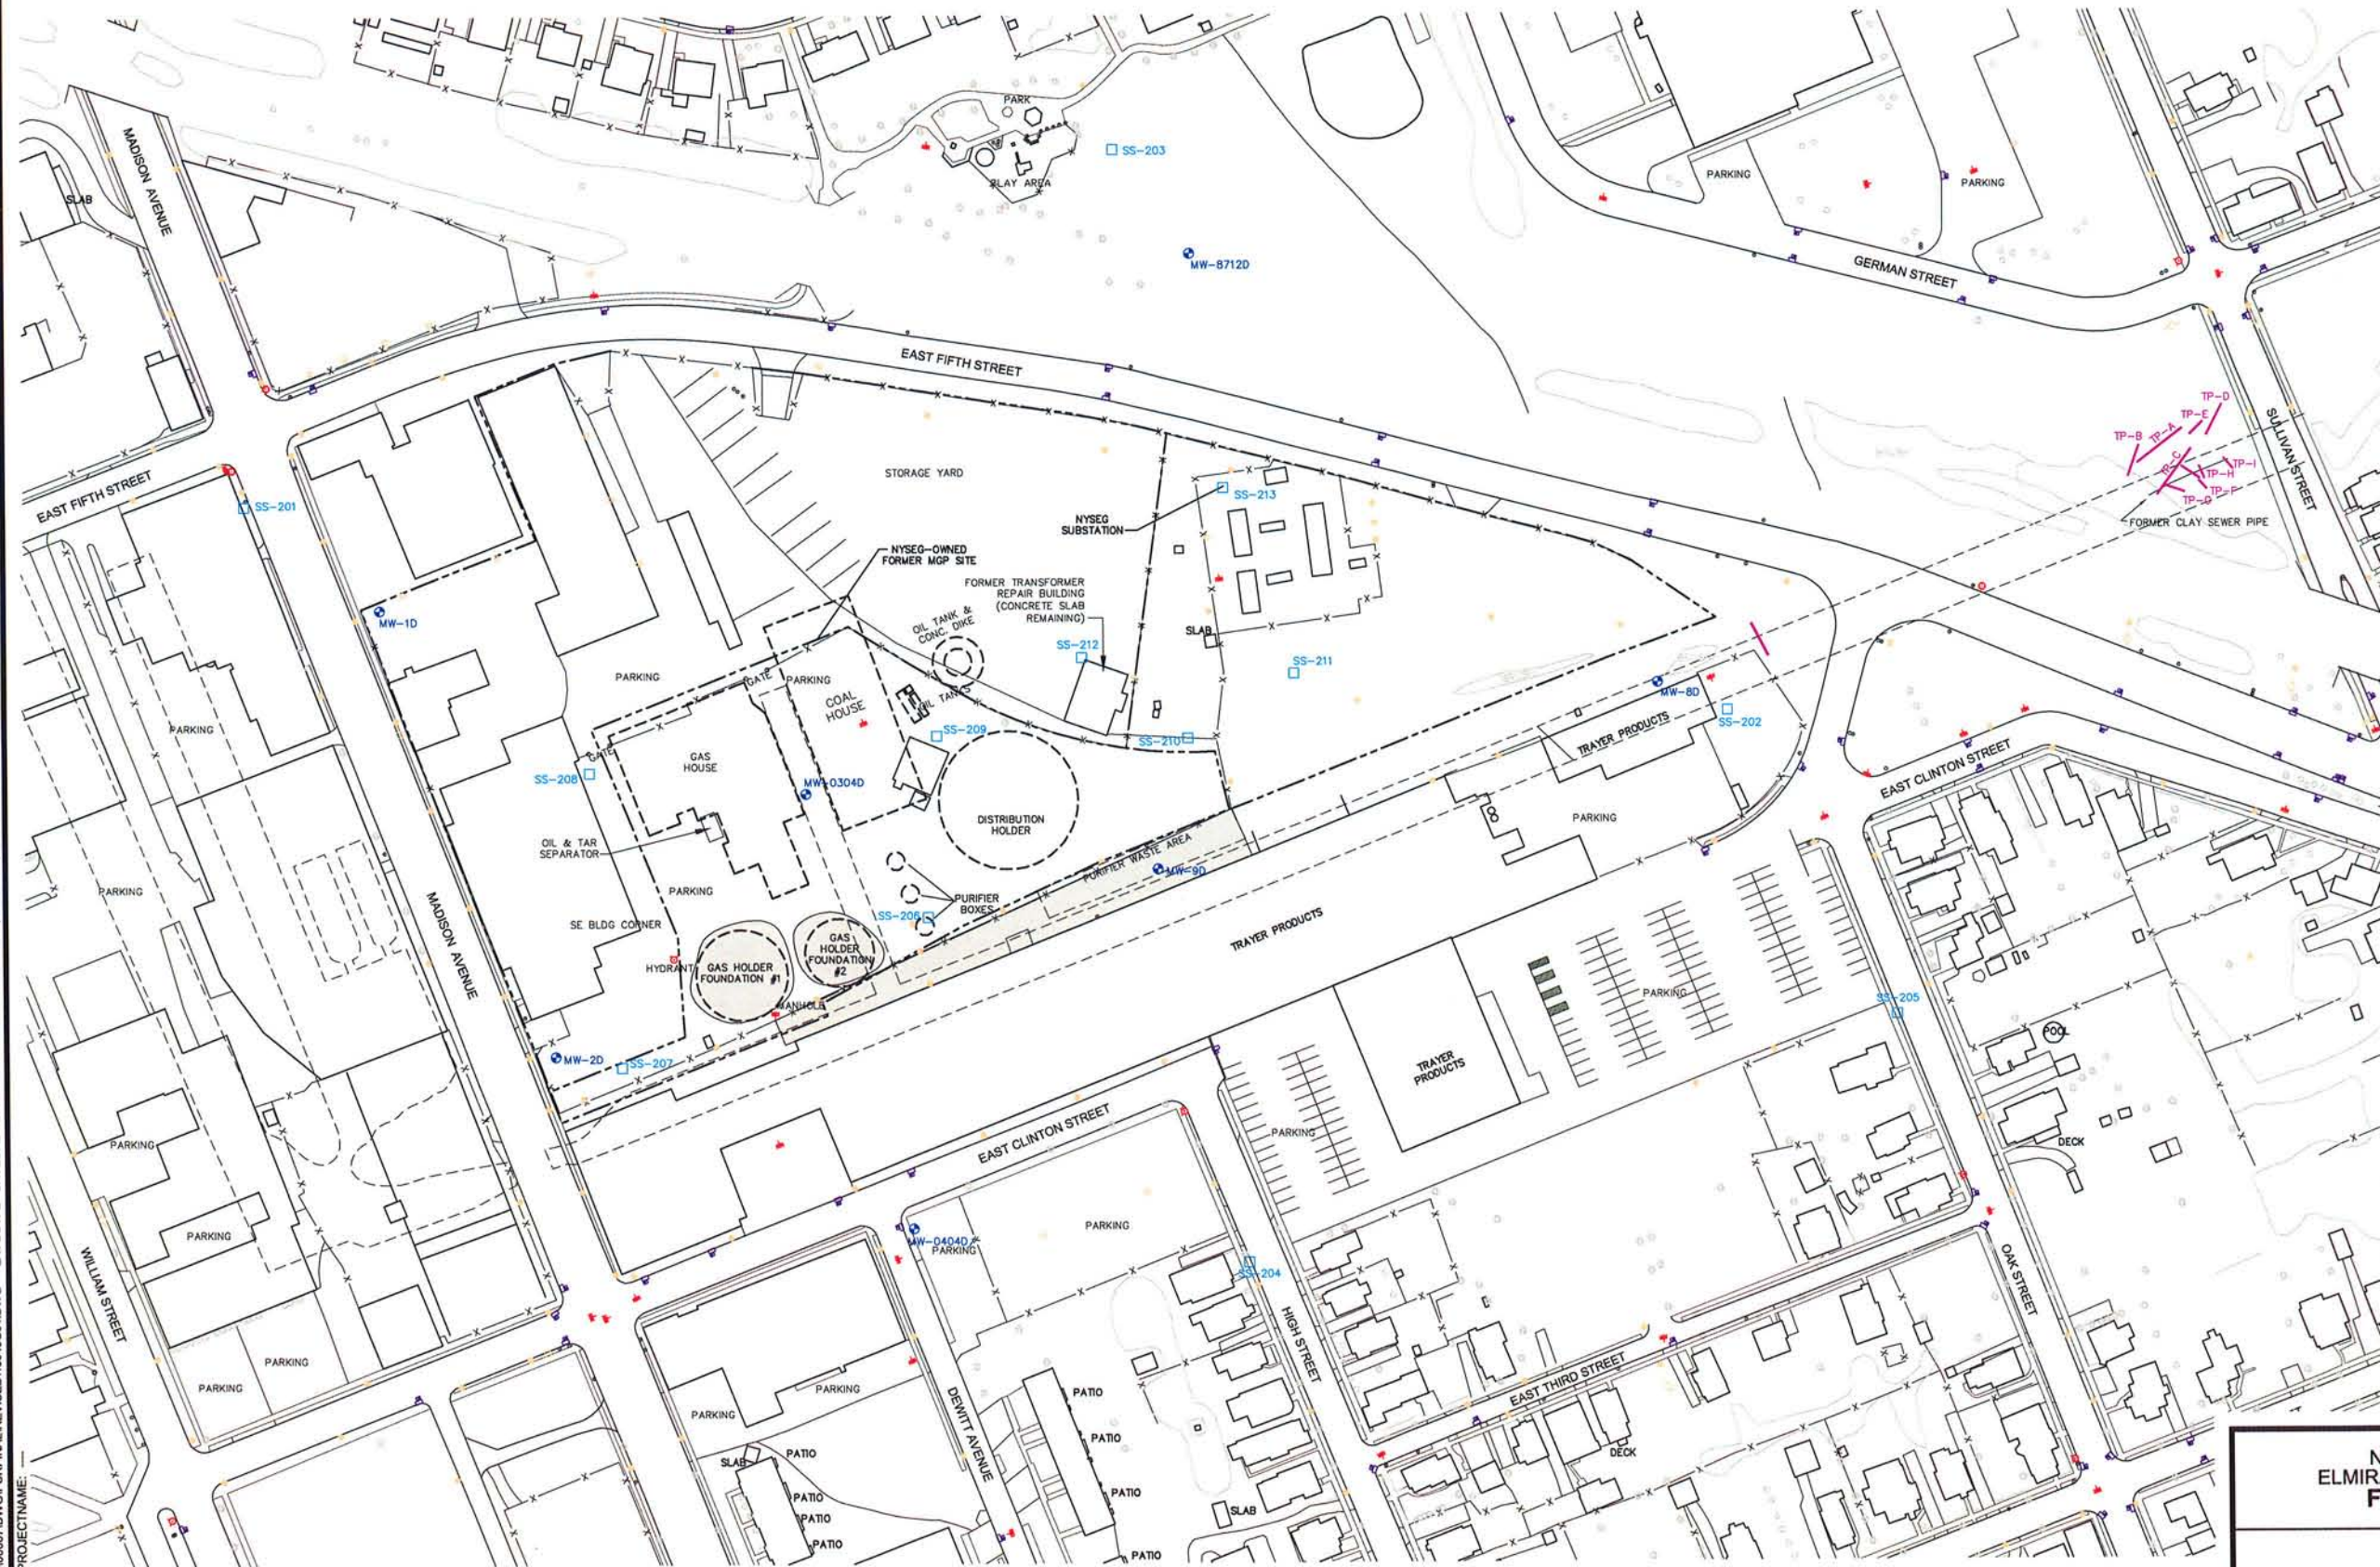 PARK
SS-203
PLAY AREA
MADISON AVENUE
SLAB
PARKING
PARKING
MW-8712D
GERMAN STREET
EAST FIFTH STREET
TP-D
TP-E
TP-A
TP-B
TP-C
TP-I
TP-H
TP-F
TP-G
SULLIVAN STREET
FORMER CLAY SEWER PIPE
STORAGE YARD
EAST FIFTH STREET
SS-201
SS-213
NYSEG
SUBSTATION
NYSEG-OWNED
FORMER MGP SITE
FORMER TRANSFORMER
REPAIR BUILDING
(CONCRETE SLAB
REMAINING)
OIL TANK &
CONC. DIKE
MW-1D
SLAB
SS-212
SS-211
PARKING
GATE
PARKING
COAL
HOUSE
OIL TANKS
MW-8D
SS-202
TRAYER PRODUCTS
PARKING
SS-209
SS-210
EAST CLINTON STREET
GATE
GAS
HOUSE
SS-208
MW-0304D
DISTRIBUTION
HOLDER
PARKING
OIL & TAR
SEPARATOR
PURIFIER WASTE AREA
MW-9D
PARKING
PARKING
PURIFIER
BOXES
SS-206
MADISON AVENUE
SE BLDG CORNER
TRAYER PRODUCTS
GAS
HOLDER
FOUNDATION
#2
HYDRANT
GAS HOLDER
FOUNDATION #1
MANHOLE
PARKING
SS-205
POOL
MW-2D
SS-207
TRAYER
PRODUCTS
PARKING
EAST CLINTON STREET
PARKING
DECK
PARKING
WILLIAM STREET
MW-0404D
PARKING
PARKING
SS-204
OAK STREET
HIGH STREET
PARKING
PARKING
PARKING
PARKING
DEWITT AVENUE
EAST THIRD STREET
PATIO
PATIO
DECK
SLAB
PATIO
PATIO
PATIO
PATIO
PATIO
SLAB
PATIO
PROJECTNAME: ---
ELMIR